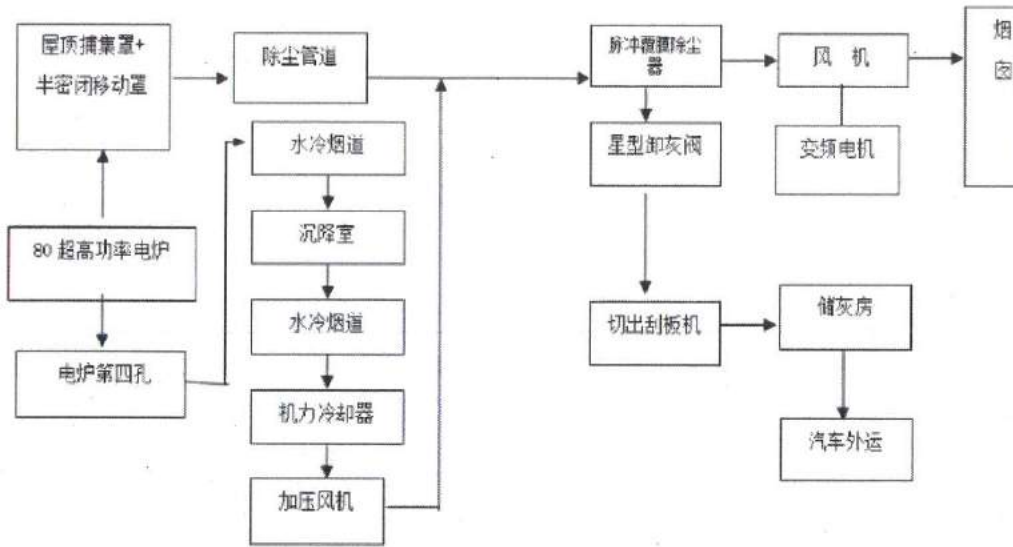 屋顶捕集罩+
半密闭移动罩
除尘管道
脉冲覆膜除尘
器
风 机
烟
囱
水冷烟道
星型卸灰阀
变频电机
沉降室
80 超高功率电炉
水冷烟道
切出刮板机
储灰房
电炉第四孔
机力冷却器
汽车外运
加压风机